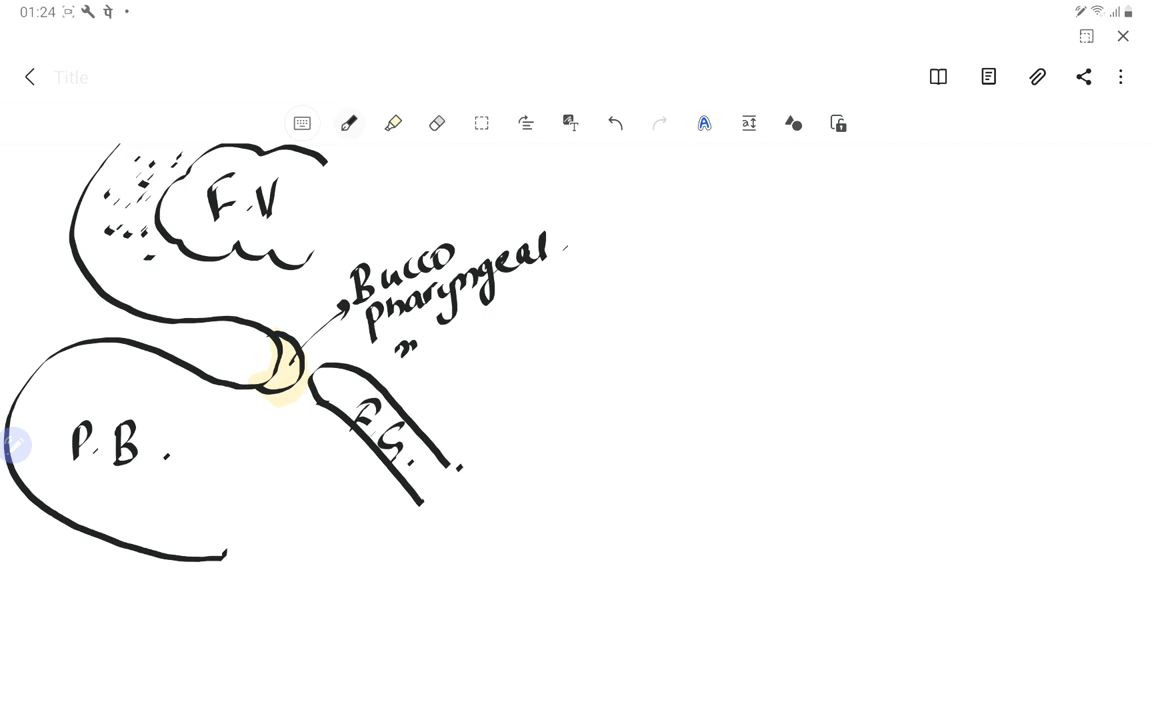 01:24 पे
Title
F.V
Bucco
pharyngeal
"
P.B.
F.G.